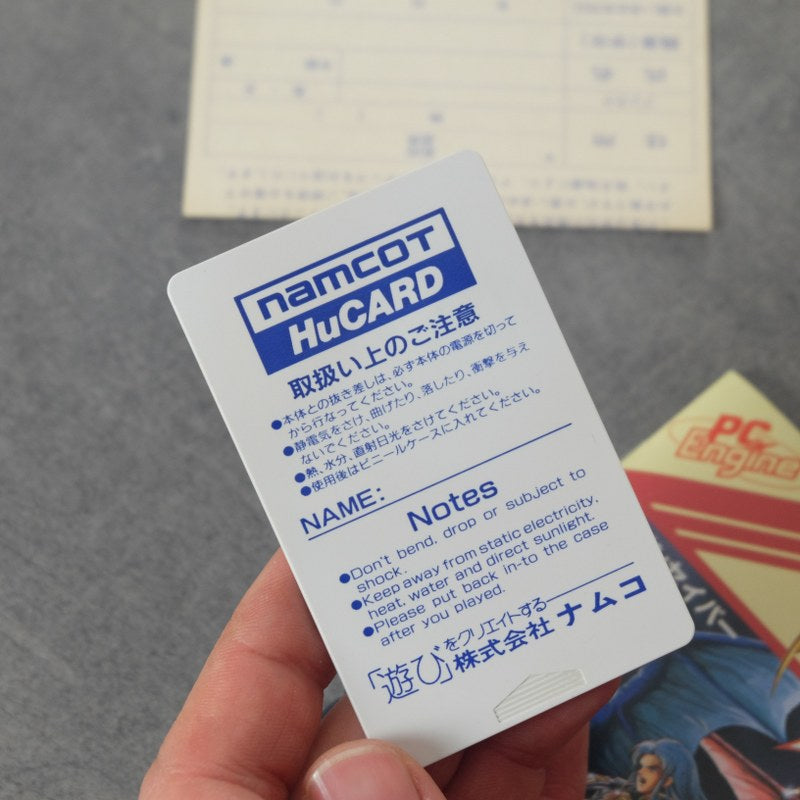 namcot
HuCARD
取扱い上のご注意
●本体との抜き差しは、必ず本体の電源を切って
から行なってください。
●静電気をさけ、曲げたり、落したり、衝撃を与え
ないでください。
●熱、水分、直射日光をさけてください。
●使用後はビニールケースに入れてください。
NAME:
Notes
●Don't bend, drop or subject to
shock.
●Keep away from static electricity,
heat, water and direct sunlight.
●Please put back in-to the case
after you played.
「遊び」をクリエイトする
株式会社ナムコ
PC
Engine
セイバー